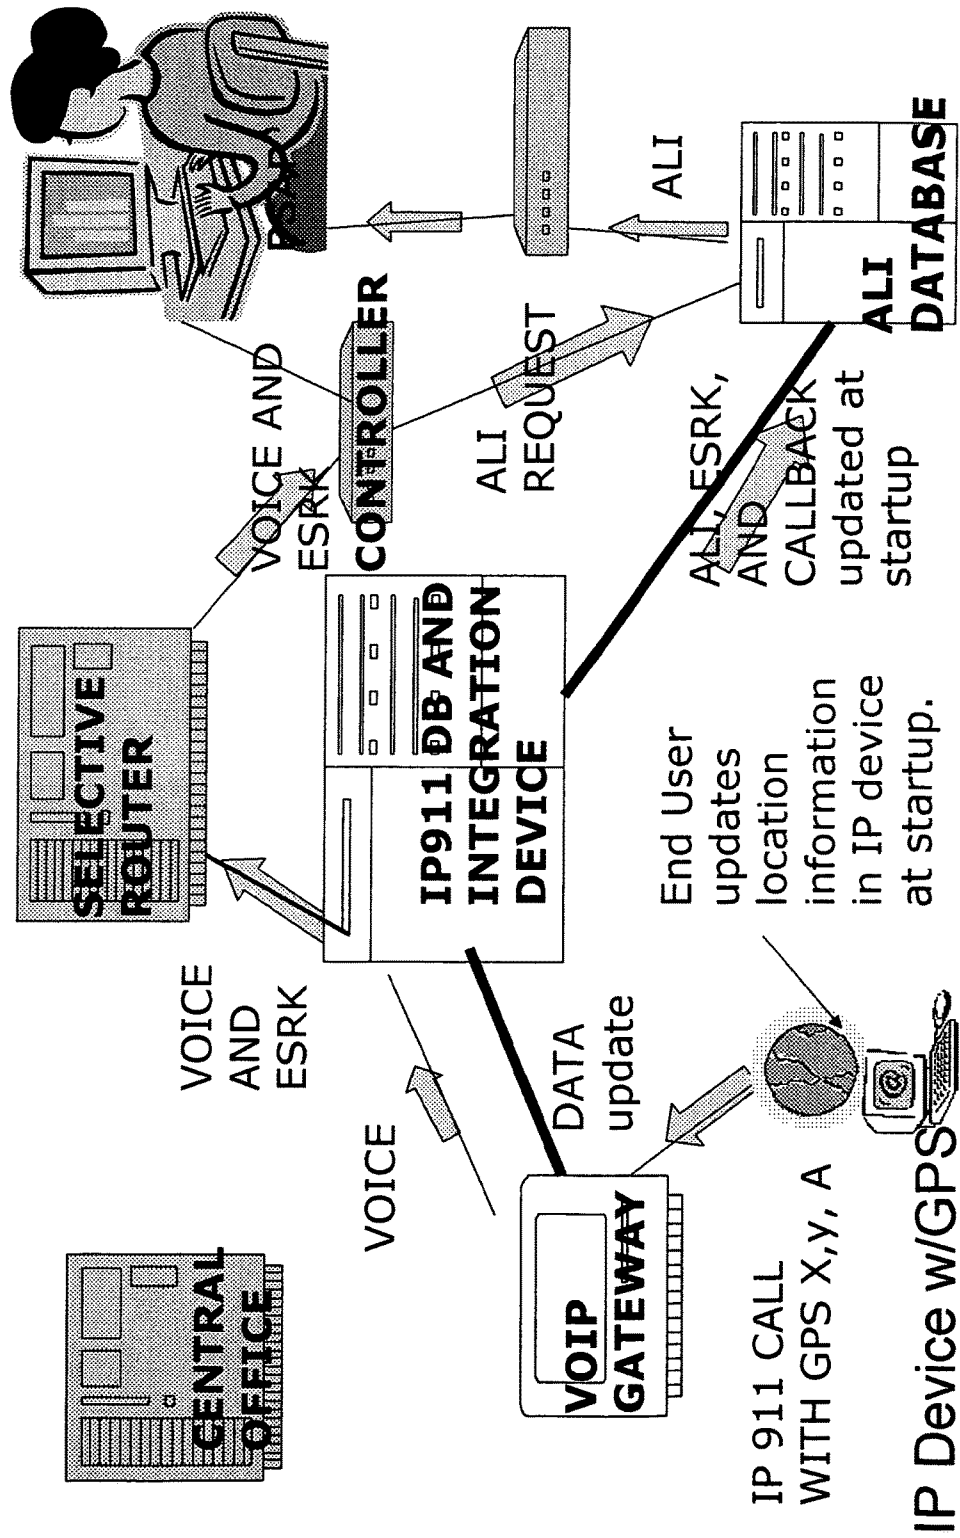 CENTRAL
OFFICE
VOICE
AND
ESRK
SELECTIVE
ROUTER
VOICE AND
ESRK
PSAP
VOICE
IP911 DB AND
INTEGRATION
DEVICE
CONTROLLER
VOIP
GATEWAY
DATA
update
ALI
REQUEST
ALI
IP 911 CALL
WITH GPS X,y, A
End User
updates
location
information
in IP device
at startup.
ALI, ESRK,
AND
CALLBACK
updated at
startup
ALI
DATABASE
@
IP Device w/GPS